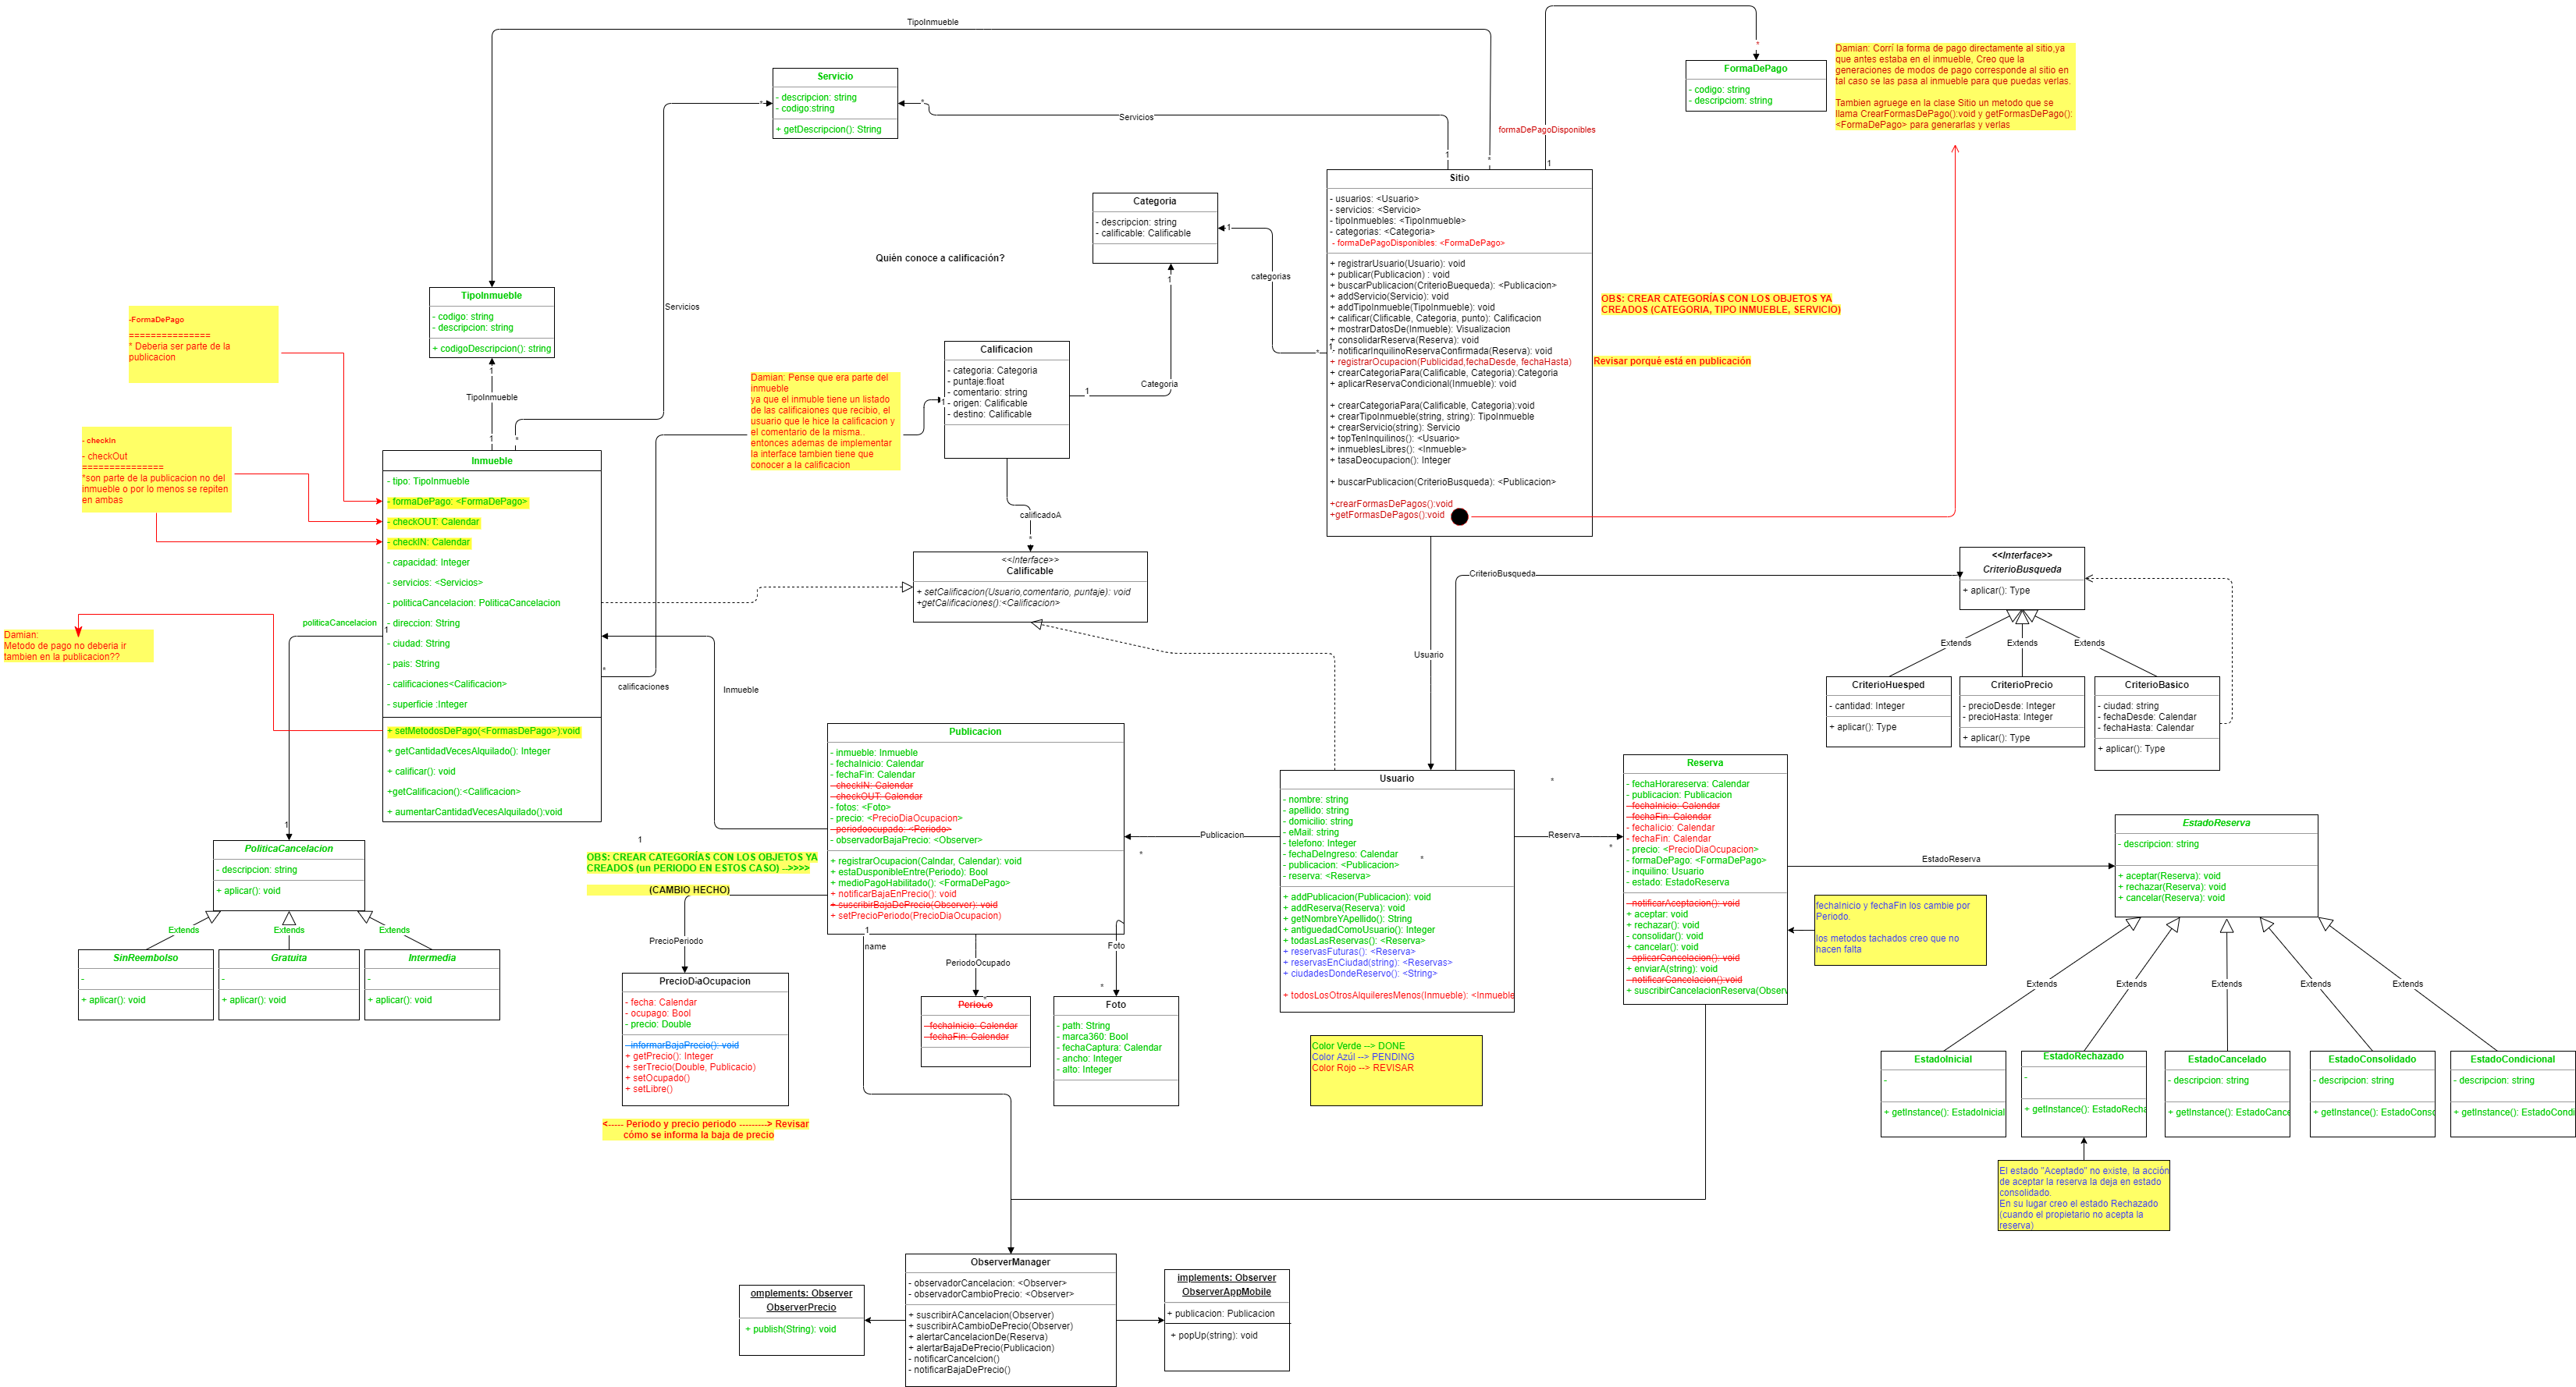 TipoInmueble
Servicio
- descripcion: string
- codigo:string
+ getDescripcion(): String
*
*
Servicios
1
*
1
*
FormaDePago
- codigo: string
- descripciom: string
formaDePagoDisponibles
Damian: Corrí la forma de pago directamente al sitio,ya
que antes estaba en el inmueble, Creo que la
generaciones de modos de pago corresponde al sitio en
tal caso se las pasa al inmueble para que puedas verlas.
Tambien agruege en la clase Sitio un metodo que se
llama CrearFormasDePago():void y getFormasDePago():
<FormaDePago> para generarlas y verlas
Sitio
- usuarios: <Usuario>
- servicios: <Servicio>
- tipoInmuebles: <TipoInmueble>
- categorias: <Categoria>
- formaDePagoDisponibles: <FormaDePago>
+ registrarUsuario(Usuario): void
+ publicar(Publicacion) : void
+ buscarPublicacion(CriterioBuequeda): <Publicacion>
+ addServicio(Servicio): void
+ addTipoInmueble(TipoInmueble): void
+ calificar(Clificable, Categoria, punto): Calificacion
+ mostrarDatosDe(Inmueble): Visualizacion
+ consolidarReserva(Reserva): void
- notificarInquilinoReservaConfirmada(Reserva): void
+ registrarOcupacion(Publicidad,fechaDesde, fechaHasta)
+ crearCategoriaPara(Calificable, Categoria):Categoria
+ aplicarReservaCondicional(Inmueble): void
+ crearCategoriaPara(Calificable, Categoria):void
+ crearTipoInmueble(string, string): TipoInmueble
+ crearServicio(string): Servicio
+ topTenInquilinos(): <Usuario>
+ inmueblesLibres(): <Inmueble>
+ tasaDeocupacion(): Integer
+ buscarPublicacion(CriterioBusqueda): <Publicacion>
+crearFormasDePagos():void
+getFormasDePagos():void
OBS: CREAR CATEGORÍAS CON LOS OBJETOS YA
CREADOS (CATEGORIA, TIPO INMUEBLE, SERVICIO)
Revisar porquè está en publicación
Categoria
- descripcion: string
- calificable: Calificable
1
categorias
*
1
1
Quièn conoce a calificación?
TipoInmueble
- codigo: string
- descripcion: string
+ codigoDescripcion(): string
1
TipoInmueble
1
*
Servicios
-FormaDePago
===============
* Deberia ser parte de la
publicacion
- checkIn
- checkOut
===============
*son parte de la publicacion no del
inmueble o por lo menos se repiten
en ambas
Damian:
Metodo de pago no deberia ir
tambien en la publicacion??
Calificacion
- categoria: Categoria
- puntaje:float
- comentario: string
- origen: Calificable
- destino: Calificable
1
1
Categoria
calificadoA
*
Damian: Pense que era parte del
inmueble
ya que el inmuble tiene un listado
de las calificaiones que recibio, el
usuario que le hice la calificacion y
el comentario de la misma..
entonces ademas de implementar
la interface tambien tiene que
conocer a la calificacion
Inmueble
- tipo: TipoInmueble
- formaDePago: <FormaDePago>
- checkOUT: Calendar
- checkIN: Calendar
- capacidad: Integer
- servicios: <Servicios>
- politicaCancelacion: PoliticaCancelacion
- direccion: String
- ciudad: String
- pais: String
- calificaciones<Calificacion>
- superficie :Integer
+ setMetodosDePago(<FormasDePago>):void
+ getCantidadVecesAlquilado(): Integer
+ calificar(): void
+getCalificacion():<Calificacion>
+ aumentarCantidadVecesAlquilado():void
politicaCancelacion
1
1
*
calificaciones
Inmueble
<<Interface>>
Calificable
+ setCalificacion(Usuario,comentario, puntaje): void
+getCalificaciones():<Calificacion>
Usuario
CriterioBusqueda
<<Interface>>
CriterioBusqueda
+ aplicar(): Type
Extends
Extends
Extends
CriterioHuesped
- cantidad: Integer
+ aplicar(): Type
CriterioPrecio
- precioDesde: Integer
- precioHasta: Integer
+ aplicar(): Type
CriterioBasico
- ciudad: string
- fechaDesde: Calendar
- fechaHasta: Calendar
+ aplicar(): Type
PoliticaCancelacion
- descripcion: string
+ aplicar(): void
Extends
Extends
Extends
SinReembolso
-
+ aplicar(): void
Gratuita
-
+ aplicar(): void
Intermedia
-
+ aplicar(): void
Publicacion
- inmueble: Inmueble
- fechaInicio: Calendar
- fechaFin: Calendar
- checkIN: Calendar
- checkOUT: Calendar
- fotos: <Foto>
- precio: <PrecioDiaOcupacion>
- periodoocupado: <Periodo>
- observadorBajaPrecio: <Observer>
+ registrarOcupacion(Calndar, Calendar): void
+ estaDusponibleEntre(Periodo): Bool
+ medioPagoHabilitado(): <FormaDePago>
+ notificarBajaEnPrecio(): void
+ suscribirBajaDePrecio(Observer): void
+ setPrecioPeriodo(PrecioDiaOcupacion)
1
OBS: CREAR CATEGORÍAS CON LOS OBJETOS YA
CREADOS (un PERIODO EN ESTOS CASO) -->>>>
(CAMBIO HECHO)
PrecioPeriodo
1
name
PeriodoOcupado
*
Foto
*
PrecioDiaOcupacion
- fecha: Calendar
- ocupago: Bool
- precio: Double
- informarBajaPrecio(): void
+ getPrecio(): Integer
+ serTrecio(Double, Publicacio)
+ setOcupado()
+ setLibre()
<----- Periodo y precio periodo ---------> Revisar
cómo se informa la baja de precio
Periodo
- fechaInicio: Calendar
- fechaFin: Calendar
Foto
- path: String
- marca360: Bool
- fechaCaptura: Calendar
- ancho: Integer
- alto: Integer
Publicacion
*
Usuario
- nombre: string
- apellido: string
- domicilio: string
- eMail: string
- telefono: Integer
- fechaDeIngreso: Calendar
- publicacion: <Publicacion>
- reserva: <Reserva>
*
+ addPublicacion(Publicacion): void
+ addReserva(Reserva): void
+ getNombreYApellido(): String
+ antiguedadComoUsuario(): Integer
+ todasLasReservas(): <Reserva>
+ reservasFuturas(): <Reserva>
+ reservasEnCiudad(string): <Reservas>
+ ciudadesDondeReservo(): <String>
+ todosLosOtrosAlquileresMenos(Inmueble): <Inmueble
Color Verde --> DONE
Color Azúl --> PENDING
Color Rojo --> REVISAR
*
Reserva
*
Reserva
- fechaHorareserva: Calendar
- publicacion: Publicacion
- fechaInicio: Calendar
- fechaFin: Calendar
- fechaIicio: Calendar
- fechaFin: Calendar
- precio: <PrecioDiaOcupacion>
- formaDePago: <FormaDePago>
- inquilino: Usuario
- estado: EstadoReserva
- notificarAceptacion(): void
+ aceptar: void
+ rechazar(): void
- consolidar(): void
+ cancelar(): void
- aplicarCancelacion(): void
+ enviarA(string): void
- notificarCancelacion():void
+ suscribirCancelacionReserva(Obser
EstadoReserva
fechaInicio y fechaFin los cambie por
Periodo.
los metodos tachados creo que no
hacen falta
EstadoReserva
- descripcion: string
+ aceptar(Reserva): void
+ rechazar(Reserva): void
+ cancelar(Reserva): void
Extends
Extends
Extends
Extends
Extends
EstadoInicial
-
+ getInstance(): EstadoInicial
EstadoRechazado
-
+ getInstance(): EstadoRecha
EstadoCancelado
- descripcion: string
+ getInstance(): EstadoCance
EstadoConsolidado
- descripcion: string
+ getInstance(): EstadoConso
EstadoCondicional
- descripcion: string
+ getInstance(): EstadoCondi
El estado "Aceptado" no existe, la acción
de aceptar la reserva la deja en estado
consolidado.
En su lugar creo el estado Rechazado
(cuando el propietario no acepta la
reserva)
ObserverManager
- observadorCancelacion: <Observer>
- observadorCambioPrecio: <Observer>
+ suscribirACancelacion(Observer)
+ suscribirACambioDePrecio(Observer)
+ alertarCancelacionDe(Reserva)
+ alertarBajaDePrecio(Publicacion)
- notificarCancelcion()
- notificarBajaDePrecio()
omplements: Observer
ObserverPrecio
+ publish(String): void
implements: Observer
ObserverAppMobile
+ publicacion: Publicacion
+ popUp(string): void